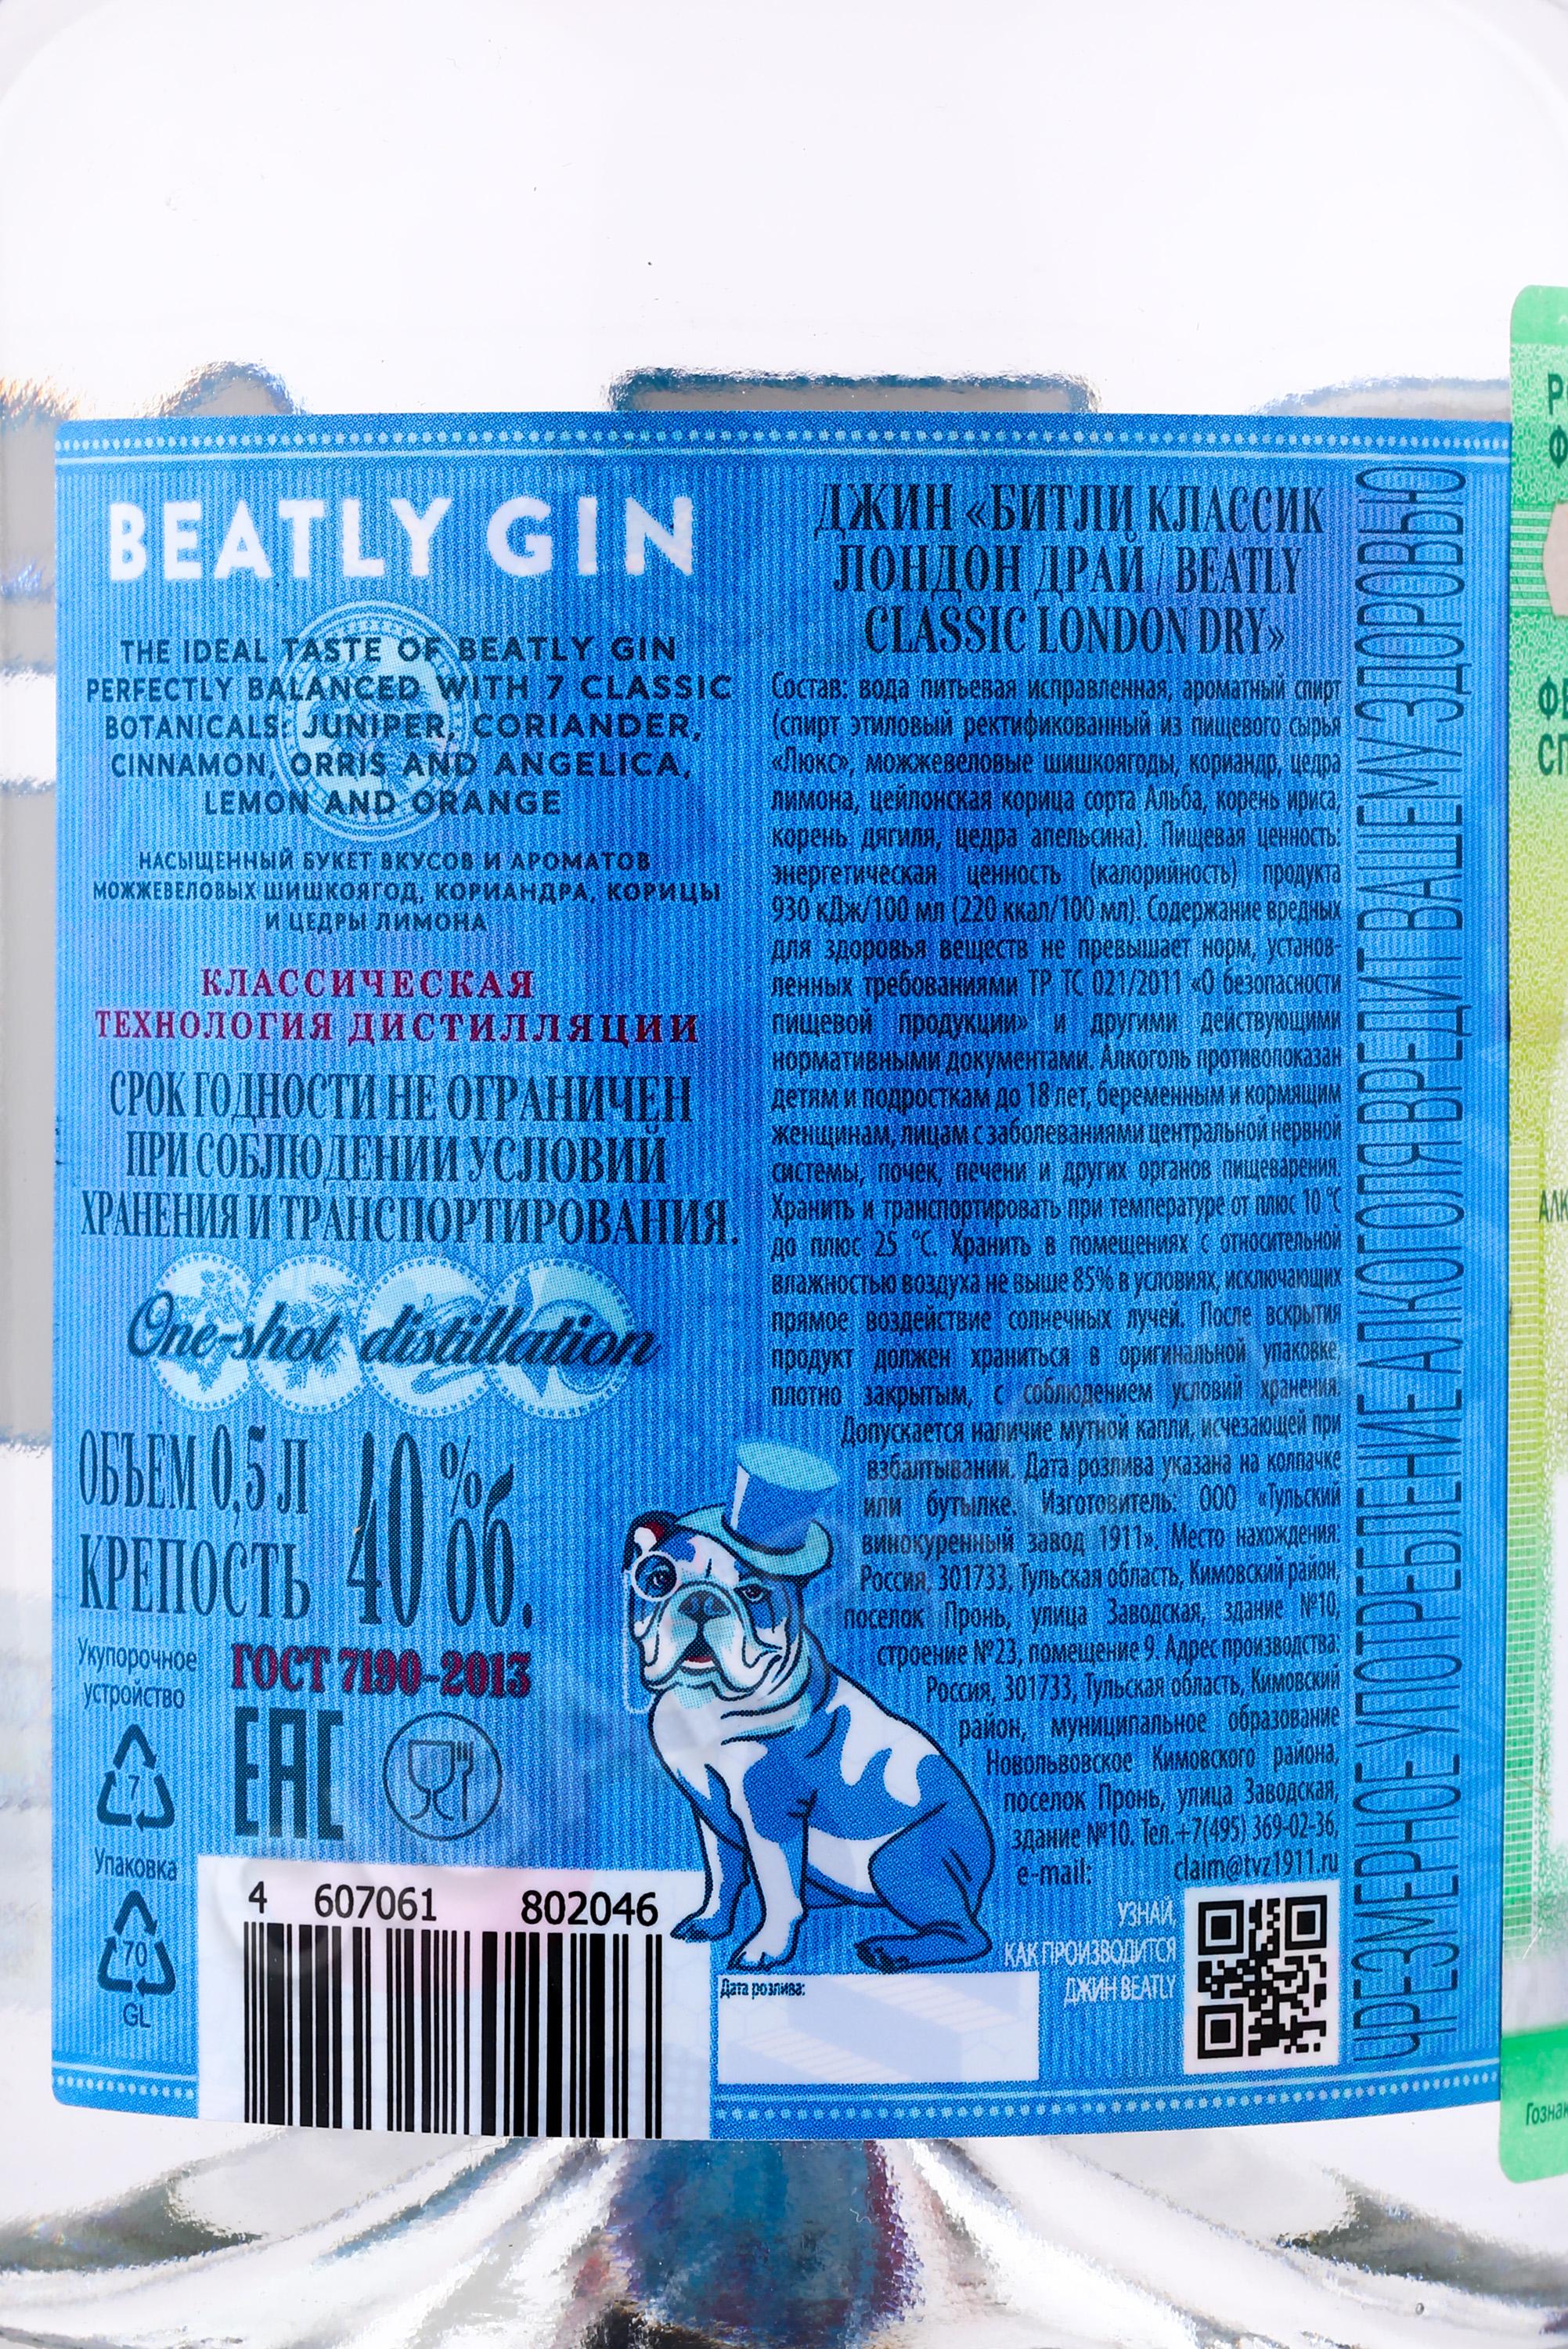 BEATLY GIN
THE IDEAL TASTE OF BEATLY GIN
PERFECTLY BALANCED WITH 7 CLASSIC
BOTANICALS: JUNIPER, CORIANDER,
CINNAMON, ORRIS AND ANGELICA,
LEMON AND ORANGE
НАСЫЩЕННЫЙ БУКЕТ ВКУСОВ И АРОМАТОВ
МОЖЖЕВЕЛОВЫХ ШИШКОЯГОД, КОРИАНДРА, КОРИЦЫ
И ЦЕДРЫ ЛИМОНА
КЛАССИЧЕСКАЯ
ТЕХНОЛОГИЯ ДИСТИЛЛЯЦИИ
СРОК ГОДНОСТИ НЕ ОГРАНИЧЕН
ПРИ СОБЛЮДЕНИИ УСЛОВИЙ
ХРАНЕНИЯ И ТРАНСПОРТИРОВАНИЯ.
One-shot distillation
ОБЪЕМ 0,5 Л
КРЕПОСТЬ 40 % об.
Укупорочное
устройство
ГОСТ 7190-2013
7
EAC
Упаковка
70
GL
4 607061 802046
ДЖИН «БИТЛИ КЛАССИК
ЛОНДОН ДРАЙ / BEATLY
CLASSIC LONDON DRY»
Состав: вода питьевая исправленная, ароматный спирт
(спирт этиловый ректификованный из пищевого сырья
«Люкс», можжевеловые шишкоягоды, кориандр, цедра
лимона, цейлонская корица сорта Альба, корень ириса,
корень дягиля, цедра апельсина). Пищевая ценность:
энергетическая ценность (калорийность) продукта
930 кДж/100 мл (220 ккал/100 мл). Содержание вредных
для здоровья веществ не превышает норм, установ-
ленных требованиями ТР ТС 021/2011 «О безопасности
пищевой продукции» и другими действующими
нормативными документами. Алкоголь противопоказан
детям и подросткам до 18 лет, беременным и кормящим
женщинам, лицам с заболеваниями центральной нервной
системы, почек, печени и других органов пищеварения.
Хранить и транспортировать при температуре от плюс 10 °С
до плюс 25 °С. Хранить в помещениях с относительной
влажностью воздуха не выше 85% в условиях, исключающих
прямое воздействие солнечных лучей. После вскрытия
продукт должен храниться в оригинальной упаковке,
плотно закрытым, с соблюдением условий хранения.
Допускается наличие мутной капли, исчезающей при
взбалтывании. Дата розлива указана на колпачке
или бутылке. Изготовитель: ООО «Тульский
винокуренный завод 1911». Место нахождения:
Россия, 301733, Тульская область, Кимовский район,
поселок Пронь, улица Заводская, здание №10,
строение №23, помещение 9. Адрес производства:
Россия, 301733, Тульская область, Кимовский
район, муниципальное образование
Новольвовское Кимовского района,
поселок Пронь, улица Заводская,
здание №10. Тел.+7(495) 369-02-36,
e-mail: claim@tvz1911.ru
УЗНАЙ,
КАК ПРОИЗВОДИТСЯ
ДЖИН BEATLY
Дата розлива:
ЧРЕЗМЕРНОЕ УПОТРЕБЛЕНИЕ АЛКОГОЛЯ ВРЕДИТ ВАШЕМУ ЗДОРОВЬЮ